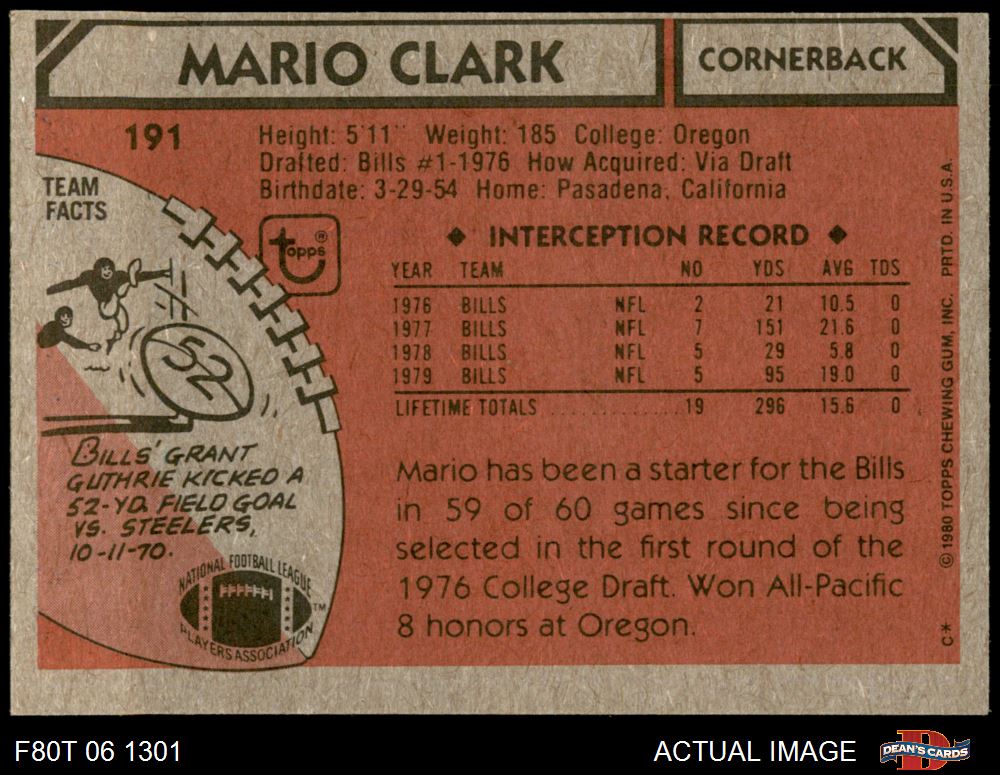 MARIO CLARK
CORNERBACK
191
Height: 5'11" Weight: 185 College: Oregon
Drafted: Bills #1-1976 How Acquired: Via Draft
Birthdate: 3-29-54 Home: Pasadena, California
TEAM
FACTS
topps®
◆ INTERCEPTION RECORD ◆
YEAR TEAM NO YDS AVG TDS
1976 BILLS NFL 2 21 10.5 0
1977 BILLS NFL 7 151 21.6 0
1978 BILLS NFL 5 29 5.8 0
1979 BILLS NFL 5 95 19.0 0
LIFETIME TOTALS ............ 19 296 15.6 0
52
BILLS' GRANT
GUTHRIE KICKED A
52-YD. FIELD GOAL
VS. STEELERS,
10-11-70.
Mario has been a starter for the Bills
in 59 of 60 games since being
selected in the first round of the
1976 College Draft. Won All-Pacific
8 honors at Oregon.
NATIONAL FOOTBALL LEAGUE
PLAYERS ASSOCIATION
TM
C* © 1980 TOPPS CHEWING GUM, INC. PRTD. IN U.S.A.
F80T 06 1301
ACTUAL IMAGE
D
DEAN'S CARDS